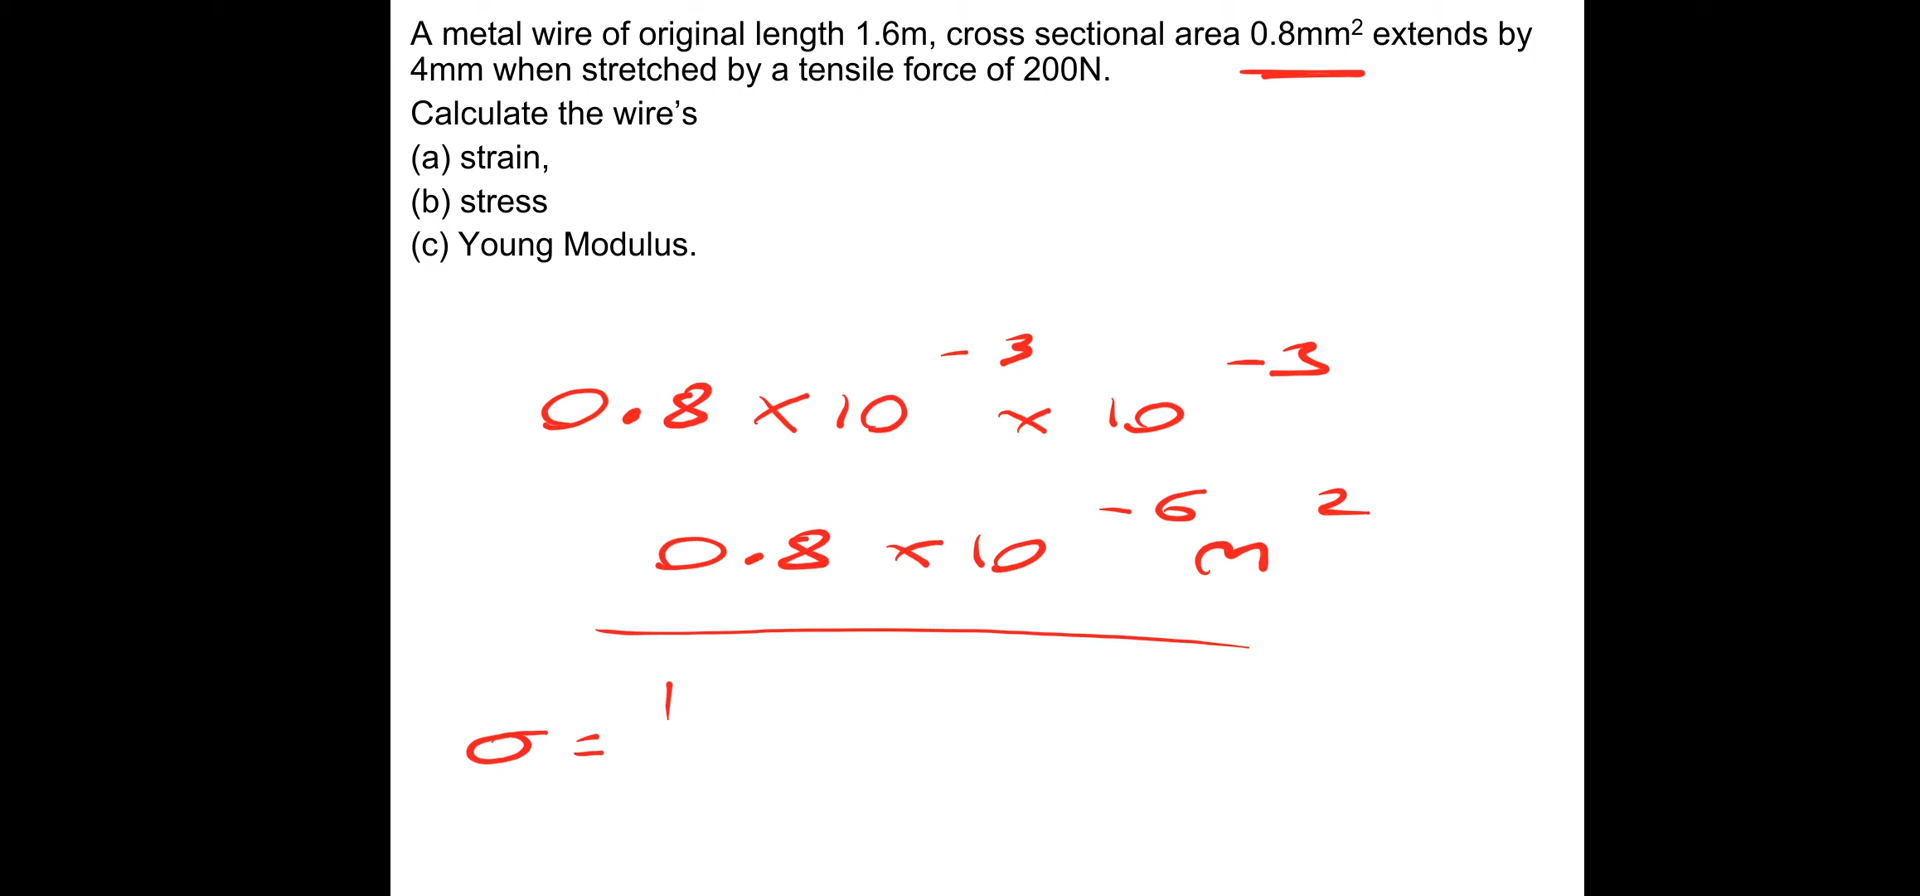 A metal wire of original length 1.6m, cross sectional area 0.8mm² extends by
4mm when stretched by a tensile force of 200N.
Calculate the wire’s
(a) strain,
(b) stress
(c) Young Modulus.
0.8 × 10⁻³ × 10⁻³
0.8 × 10⁻⁶ m²
σ = 1